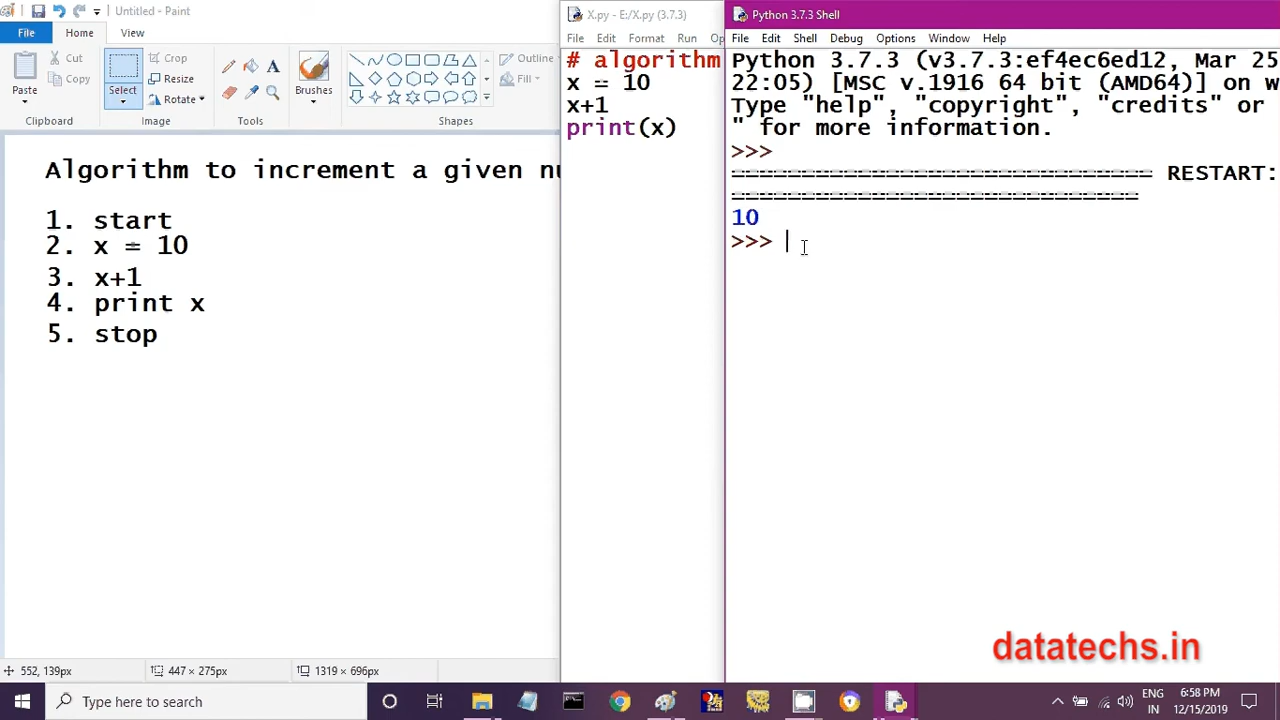 Untitled - Paint
File Home View
Paste
Cut
Copy
Clipboard
Select
Crop
Resize
Rotate
Image
Tools
Brushes
Outline
Fill
Shapes
Algorithm to increment a given
1. start
2. x = 10
3. x+1
4. print x
5. stop
552, 139px
447 × 275px
1319 × 696px
X.py - E:/X.py (3.7.3)
File Edit Format Run
# algorithm
x = 10
x+1
print(x)
Python 3.7.3 Shell
File Edit Shell Debug Options Window Help
Python 3.7.3 (v3.7.3:ef4ec6ed12, Mar 25
22:05) [MSC v.1916 64 bit (AMD64)] on
Type "help", "copyright", "credits" or
" for more information.
>>>
============================== RESTART:
=============================
10
>>>
datatechs.in
Type here to search
ENG
IN
6:58 PM
12/15/2019